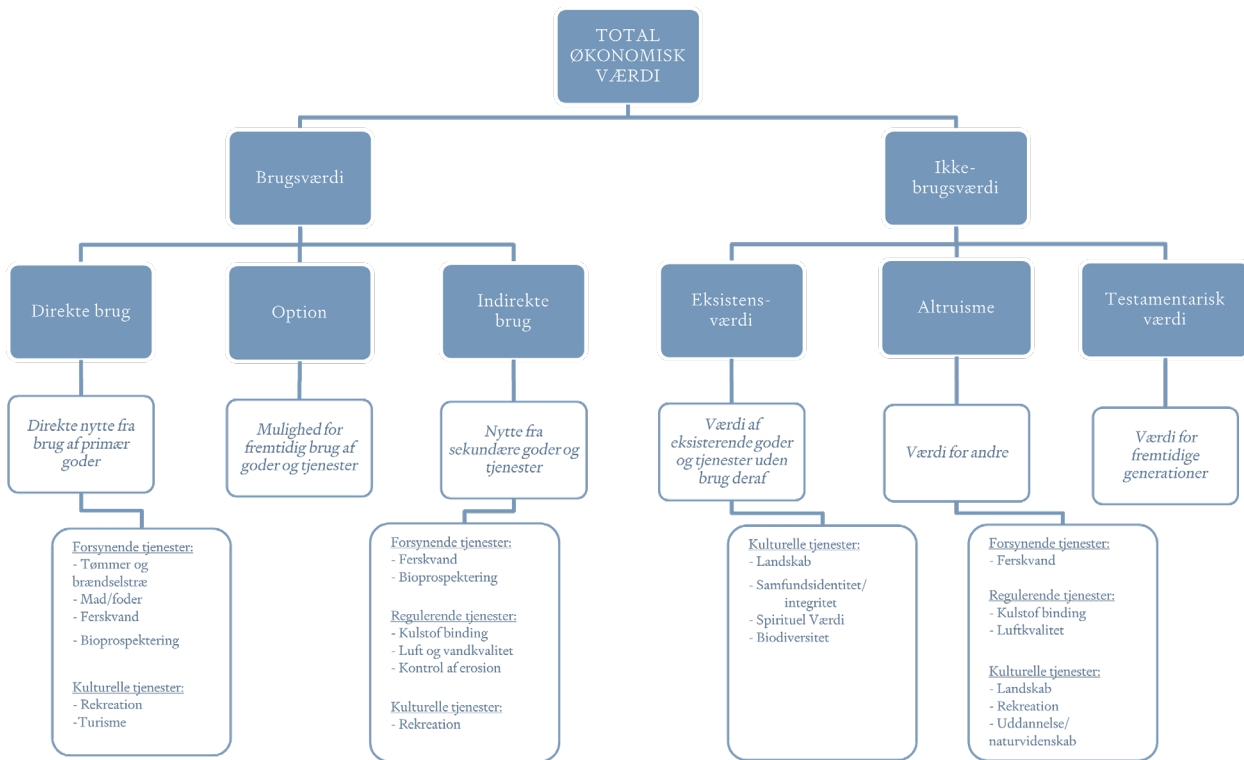 TOTAL
ØKONOMISK
VÆRDI
Brugsværdi
Ikke-
brugsværdi
Direkte brug
Option
Indirekte
brug
Eksistens-
værdi
Altruisme
Testamentarisk
værdi
Direkte nytte fra
brug af primær
goder
Mulighed for
fremtidig brug af
goder og tjenester
Nytte fra
sekundære goder og
tjenester
Værdi af
eksisterende goder
og tjenester uden
brug deraf
Værdi for andre
Værdi for
fremtidige
generationer
Forsynende tjenester:
- Tømmer og
brændselstræ
- Mad/foder
- Ferskvand
- Bioprospektering
Kulturelle tjenester:
- Rekreation
-Turisme
Forsynende tjenester:
- Ferskvand
- Bioprospektering
Regulerende tjenester:
- Kulstof binding
- Luft og vandkvalitet
- Kontrol af erosion
Kulturelle tjenester:
- Rekreation
Kulturelle tjenester:
- Landskab
- Samfundsidentitet/
integritet
- Spirituel Værdi
- Biodiversitet
Forsynende tjenester:
- Ferskvand
Regulerende tjenester:
- Kulstof binding
- Luftkvalitet
Kulturelle tjenester:
- Landskab
- Rekreation
- Uddannelse/
naturvidenskab